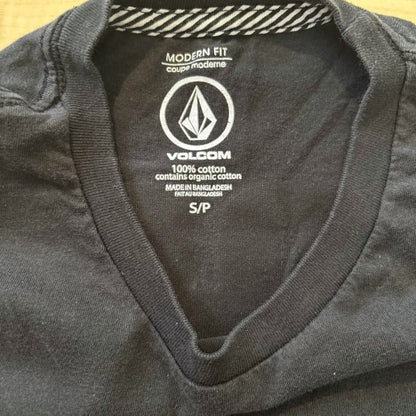 MODERN FIT
coupe moderne
VOLCOM
100% cotton
contains organic cotton
MADE IN BANGLADESH
FAIT AU BANGLADESH
S/P